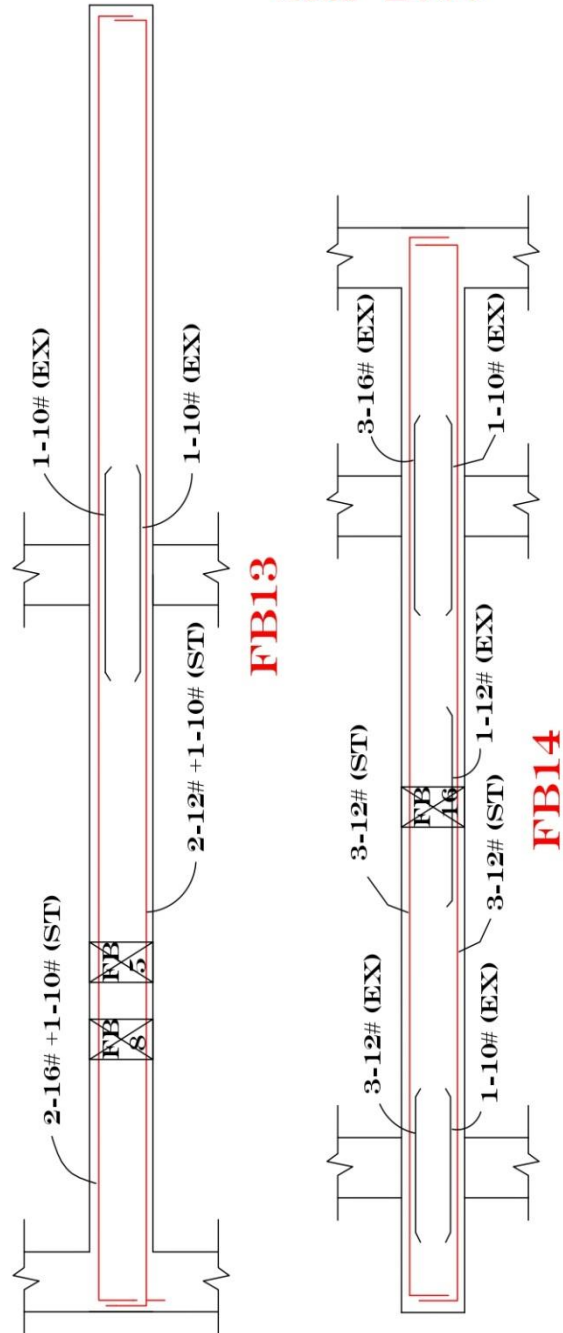 2-16# +1-10# (ST)
FB
8
FB
5
2-12# +1-10# (ST)
1-10# (EX)
1-10# (EX)
FB13
3-12# (EX)
1-10# (EX)
3-12# (ST)
3-12# (ST)
FB
16
1-12# (EX)
3-16# (EX)
1-10# (EX)
FB14